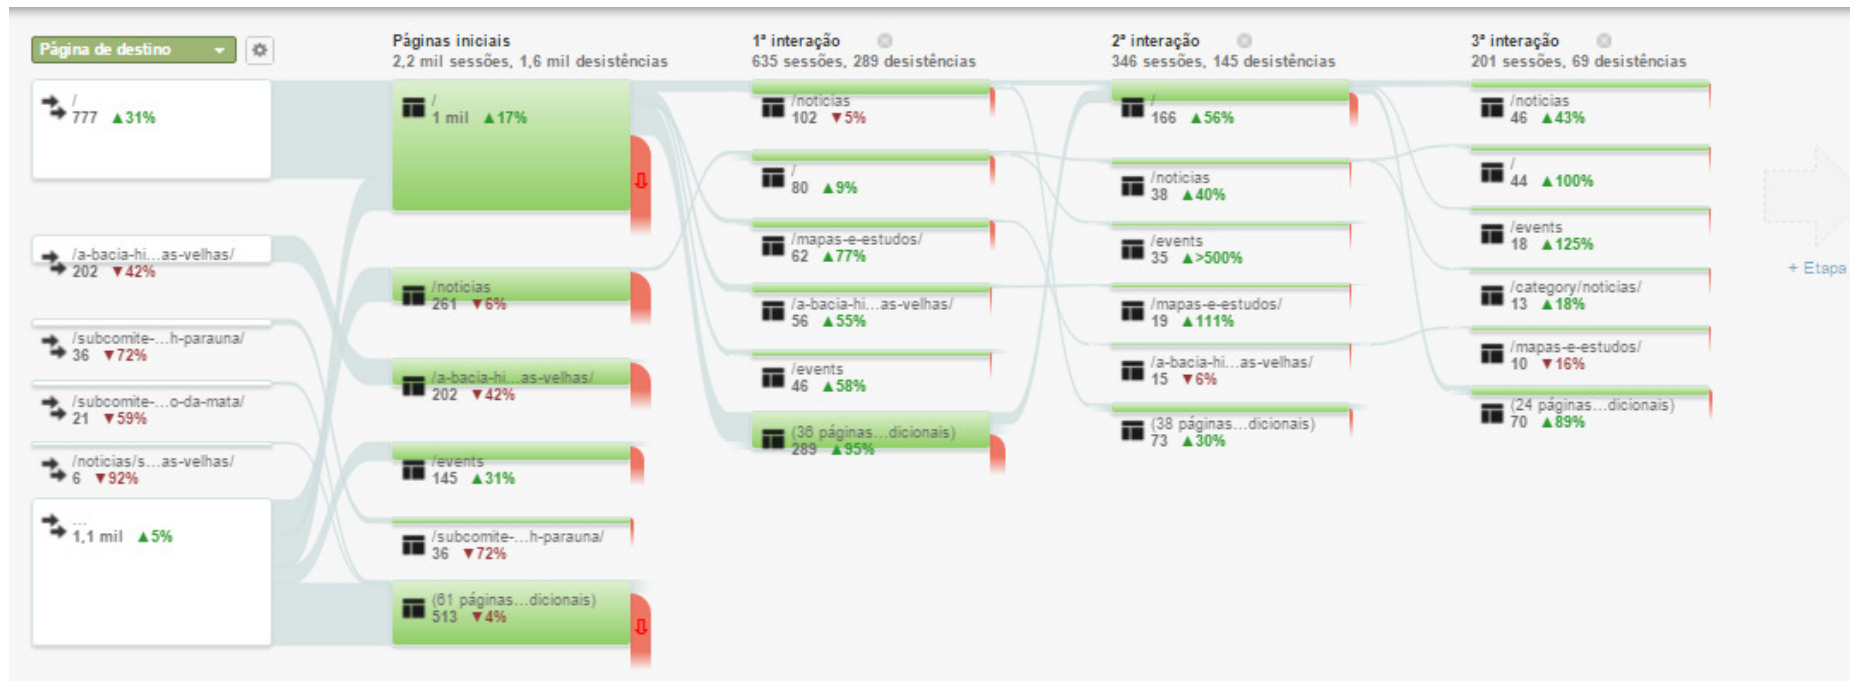 Página de destino
/
777 ▲31%
/a-bacia-hi...as-velhas/
202 ▼42%
/subcomite-...h-parauna/
36 ▼72%
/subcomite-...o-da-mata/
21 ▼59%
/noticias/s...as-velhas/
6 ▼92%
...
1,1 mil ▲5%
Páginas iniciais
2,2 mil sessões, 1,6 mil desistências
/
1 mil ▲17%
/noticias
261 ▼6%
/a-bacia-hi...as-velhas/
202 ▼42%
/events
145 ▲31%
/subcomite-...h-parauna/
36 ▼72%
(61 páginas...dicionais)
513 ▼4%
1ª interação
635 sessões, 289 desistências
/noticias
102 ▼5%
/
80 ▲9%
/mapas-e-estudos/
62 ▲77%
/a-bacia-hi...as-velhas/
56 ▲55%
/events
46 ▲58%
(36 páginas...dicionais)
289 ▲95%
2ª interação
346 sessões, 145 desistências
/
166 ▲56%
/noticias
38 ▲40%
/events
35 ▲>500%
/mapas-e-estudos/
19 ▲111%
/a-bacia-hi...as-velhas/
15 ▼6%
(38 páginas...dicionais)
73 ▲30%
3ª interação
201 sessões, 69 desistências
/noticias
46 ▲43%
/
44 ▲100%
/events
18 ▲125%
/category/noticias/
13 ▲18%
/mapas-e-estudos/
10 ▼16%
(24 páginas...dicionais)
70 ▲89%
+ Etapa